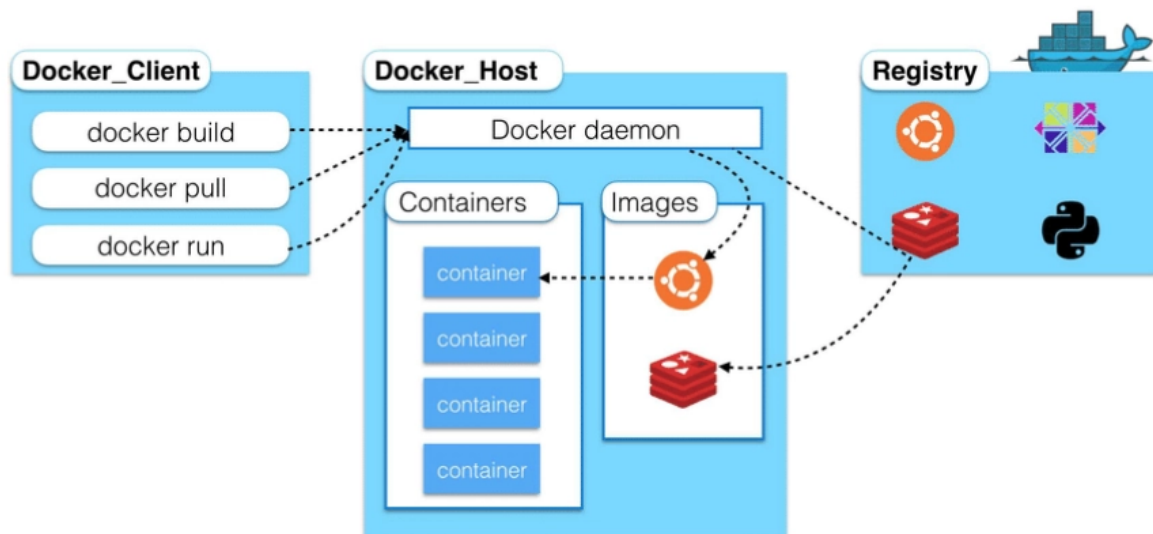 Docker_Client
docker build
docker pull
docker run
Docker_Host
Docker daemon
Containers
container
container
container
container
Images
Registry